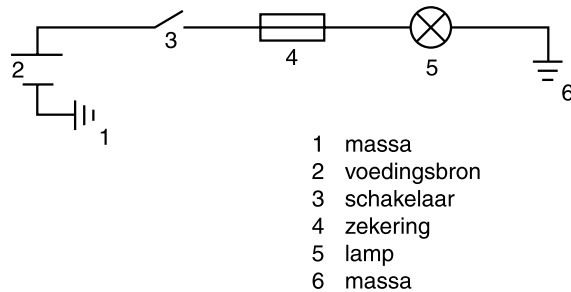 3
2
4
5
6
1
1 massa
2 voedingsbron
3 schakelaar
4 zekering
5 lamp
6 massa